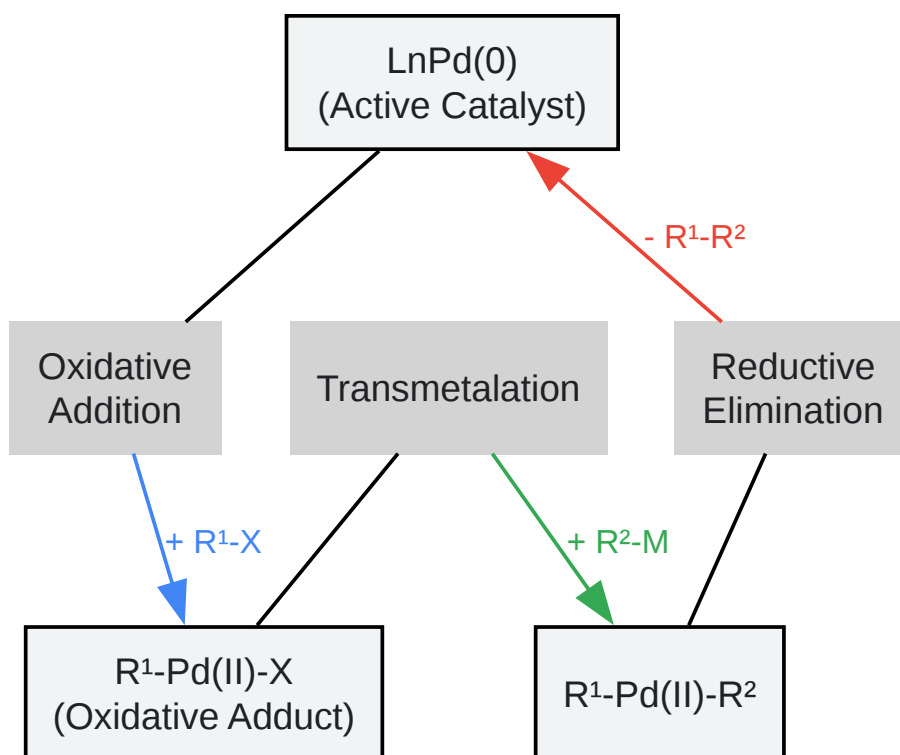 LnPd(0)
(Active Catalyst)
- R¹-R²
Oxidative
Addition
Transmetalation
Reductive
Elimination
+ R¹-X
+ R²-M
R¹-Pd(II)-X
(Oxidative Adduct)
R¹-Pd(II)-R²